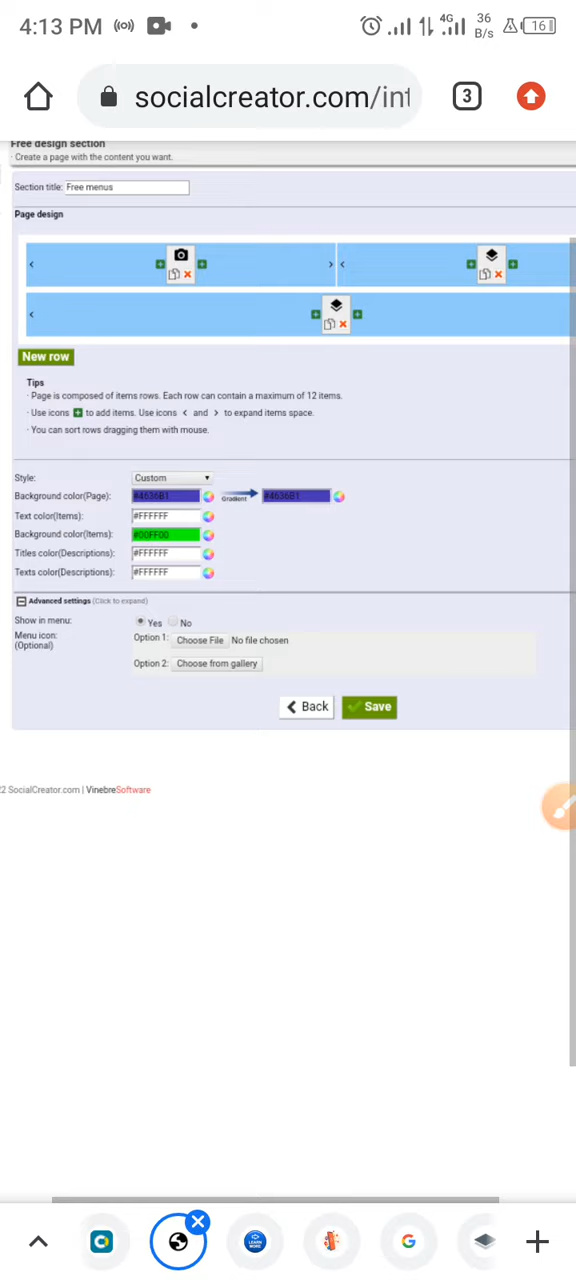 4:13 PM
4G
36
B/s
16
socialcreator.com/int
3
Free design section
· Create a page with the content you want.
Section title: Free menus
Page design
New row
Tips
· Page is composed of items rows. Each row can contain a maximum of 12 items.
· Use icons + to add items. Use icons < and > to expand items space.
· You can sort rows dragging them with mouse.
Style: Custom
Background color(Page): #4636B1 Gradient #4636B1
Text color(Items): #FFFFFF
Background color(Items): #00FF00
Titles color(Descriptions): #FFFFFF
Texts color(Descriptions): #FFFFFF
Advanced settings (Click to expand)
Show in menu: Yes No
Menu icon: Option 1: Choose File No file chosen
(Optional)
Option 2: Choose from gallery
Back Save
2 SocialCreator.com | VinebreSoftware
LEARN
MORE